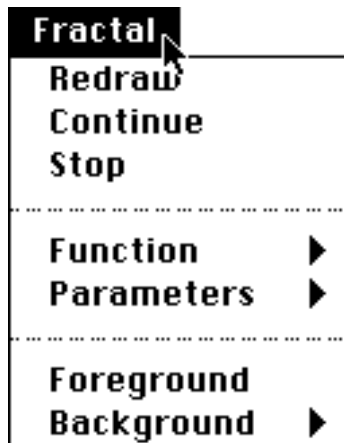 Fractal
Redraw
Continue
Stop
Function
Parameters
Foreground
Background